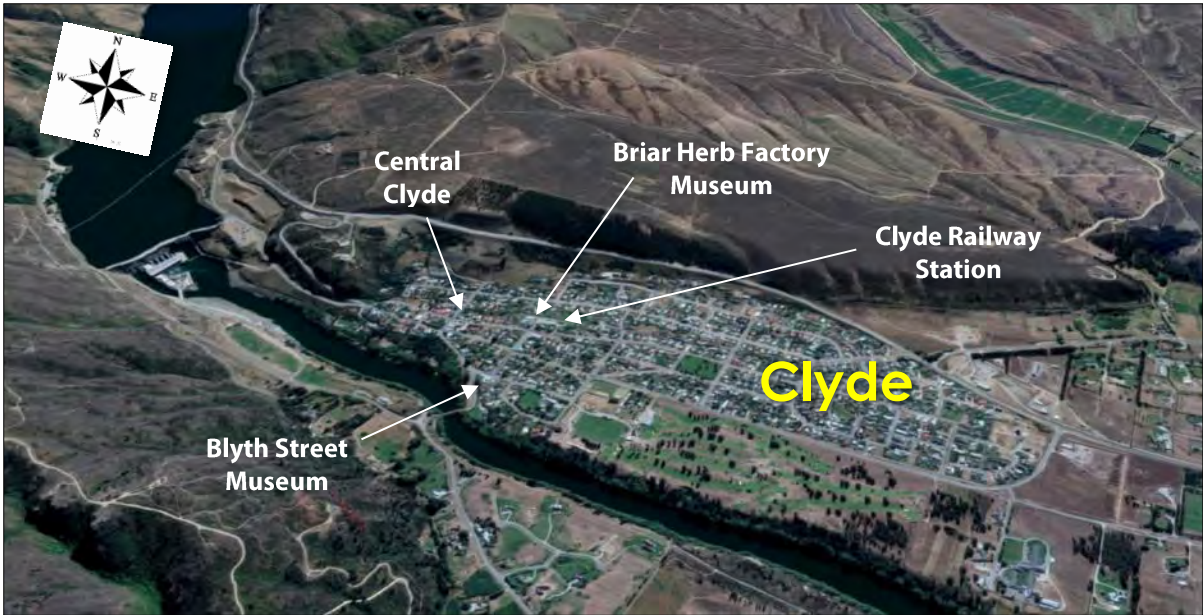 N
W
E
S
Central
Clyde
Briar Herb Factory
Museum
Clyde Railway
Station
Clyde
Blyth Street
Museum